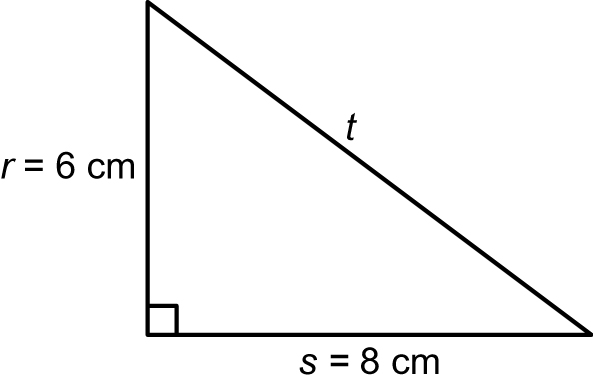 t
r = 6 cm
s = 8 cm